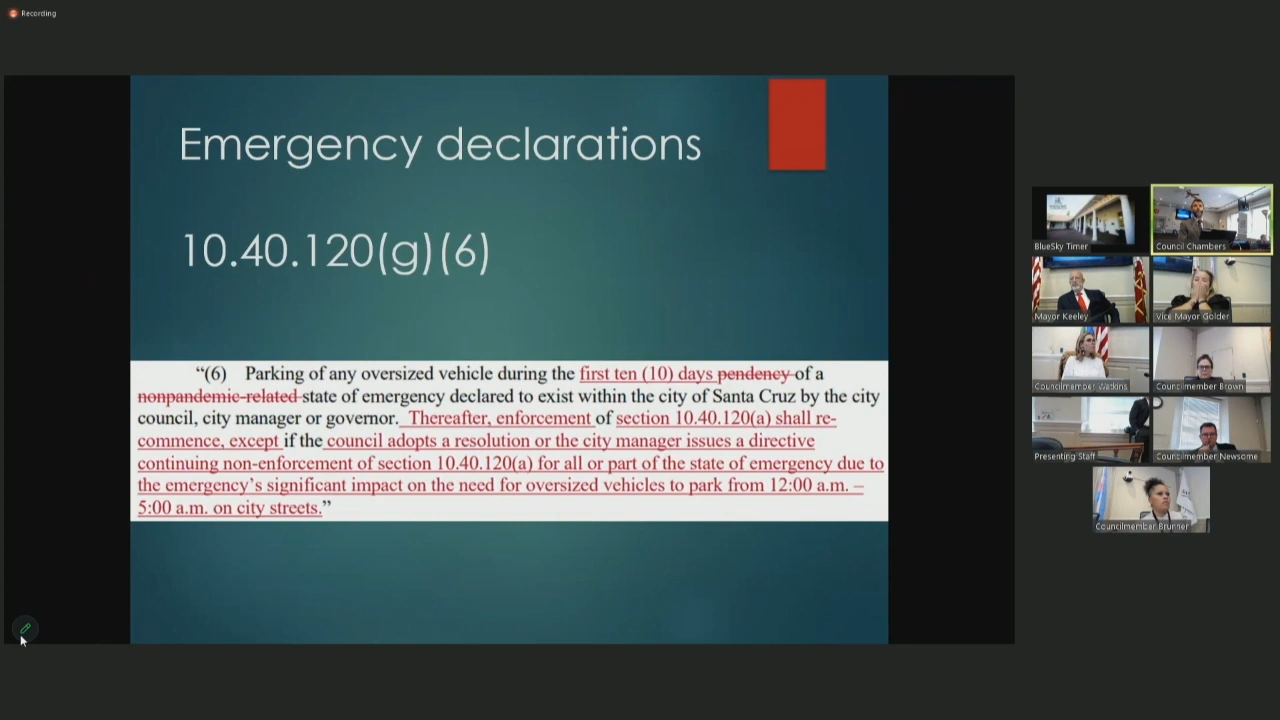 Recording
Emergency declarations
10.40.120(g)(6)
“(6) Parking of any oversized vehicle during the first ten (10) days pendency of a
nonpandemic-related state of emergency declared to exist within the city of Santa Cruz by the city
council, city manager or governor. Thereafter, enforcement of section 10.40.120(a) shall re-
commence, except if the council adopts a resolution or the city manager issues a directive
continuing non-enforcement of section 10.40.120(a) for all or part of the state of emergency due to
the emergency’s significant impact on the need for oversized vehicles to park from 12:00 a.m. –
5:00 a.m. on city streets.”
BlueSky Timer
Council Chambers
Mayor Keeley
Vice Mayor Golder
Councilmember Watkins
Councilmember Brown
Presenting Staff
Councilmember Newsome
Councilmember Brunner